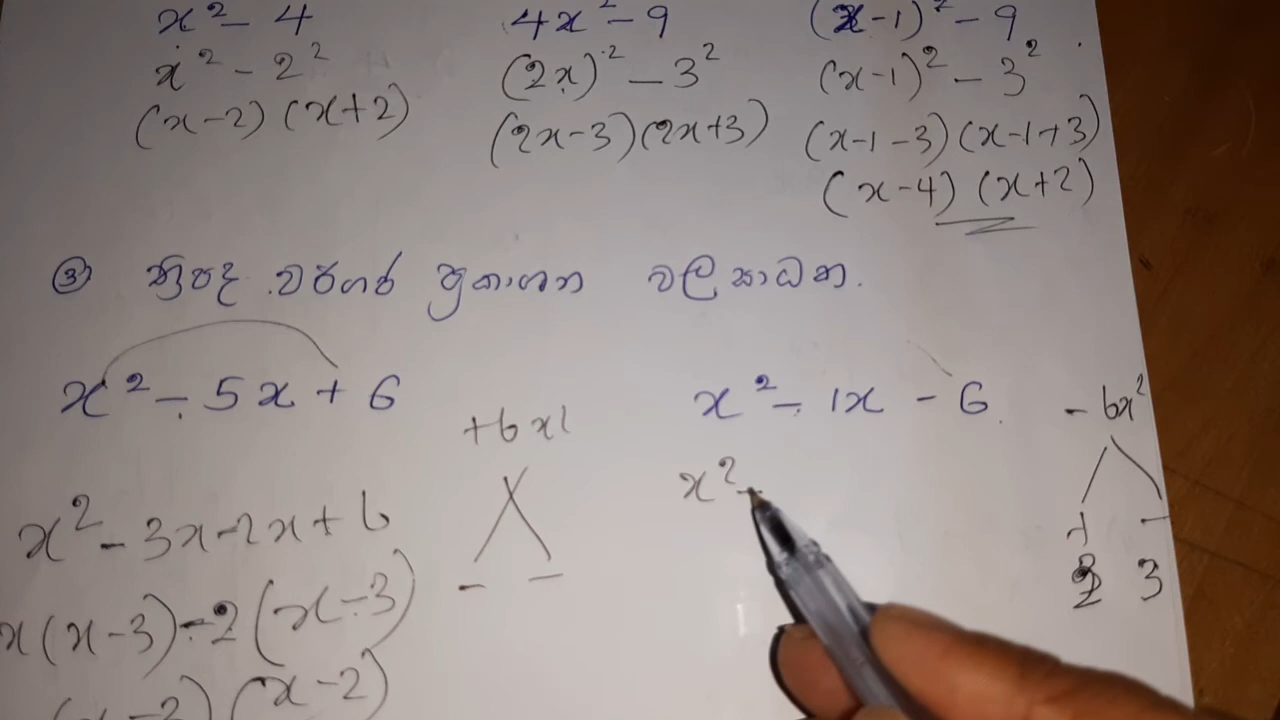 x² - 4
x² - 2²
(x-2) (x+2)
4x² - 9
(2x)² - 3²
(2x-3)(2x+3)
(x-1)² - 9
(x-1)² - 3²
(x-1-3)(x-1+3)
(x-4) (x+2)
③ ත්‍රිපද වර්ගජ ප්‍රකාශන වල සාධක.
x² - 5x + 6
+6x²
- -
x² - 3x - 2x + 6
x(x-3) - 2(x-3)
(x-2)
x² - 1x - 6
- 6x²
+ -
2 3
x² -